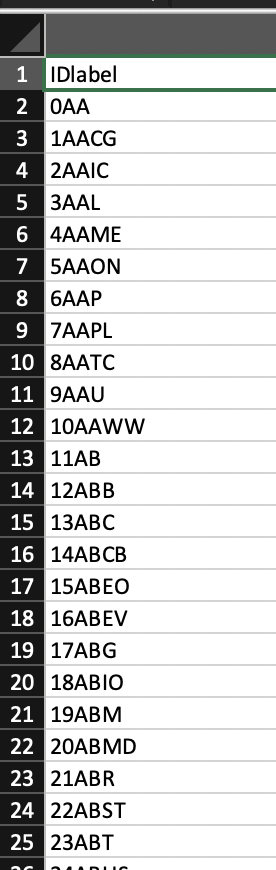 1 IDlabel
2 0AA
3 1AACG
4 2AAIC
5 3AAL
6 4AAME
7 5AAON
8 6AAP
9 7AAPL
10 8AATC
11 9AAU
12 10AAWW
13 11AB
14 12ABB
15 13ABC
16 14ABCB
17 15ABEO
18 16ABEV
19 17ABG
20 18ABIO
21 19ABM
22 20ABMD
23 21ABR
24 22ABST
25 23ABT